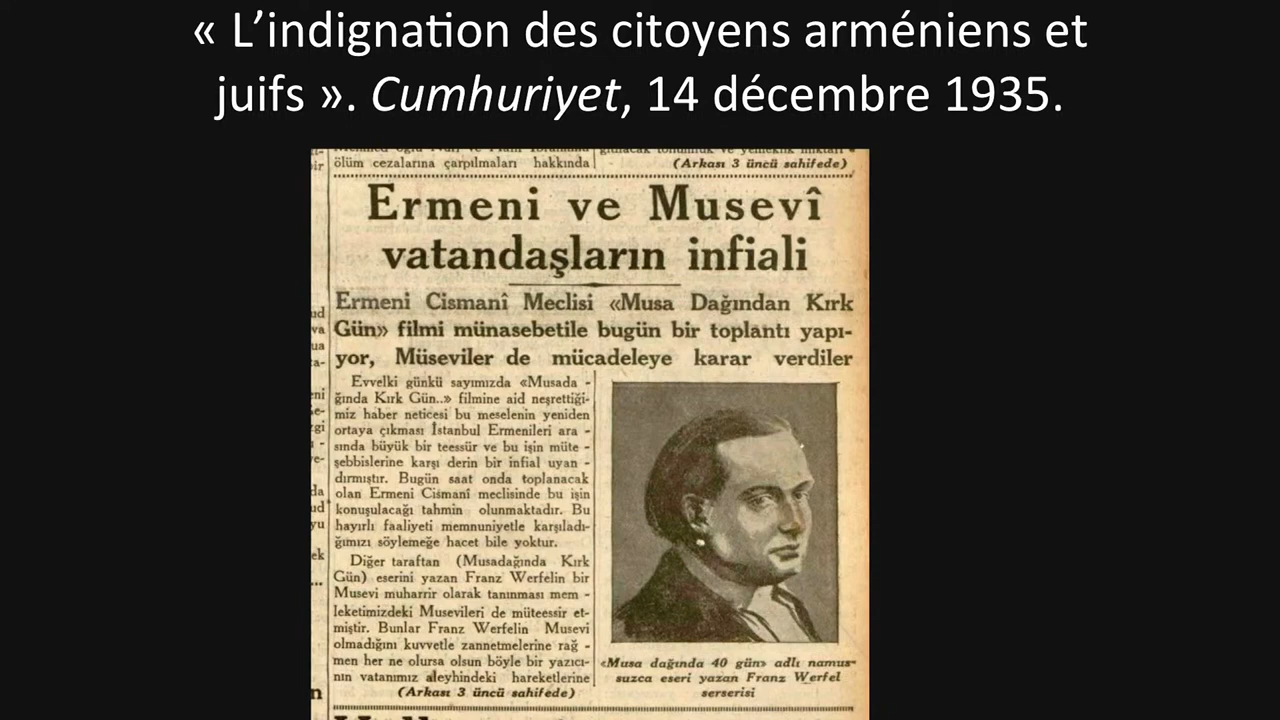 « L’indignation des citoyens arméniens et
juifs ». Cumhuriyet, 14 décembre 1935.
ölüm cezalarına çarpılmaları hakkında
(Arkası 3 üncü sahifede)
Ermeni ve Musevî
vatandaşların infiali
Ermeni Cismanî Meclisi «Musa Dağından Kırk
Gün» filmi münasebetile bugün bir toplantı yapı-
yor, Müseviler de mücadeleye karar verdiler
Evvelki günkü sayımızda «Musada -
ğında Kırk Gün..» filmine aid neşrettiği-
miz haber neticesi bu meselenin yeniden
ortaya çıkması İstanbul Ermenileri ara -
sında büyük bir teessür ve bu işin müte -
şebbislerine karşı derin bir infial uyan -
dırmıştır. Bugün saat onda toplanacak
olan Ermeni Cismanî meclisinde bu işin
konuşulacağı tahmin olunmaktadır. Bu
hayırlı faaliyeti memnuniyetle karşıladı-
ğımızı söylemeğe hacet bile yoktur.
Diğer taraftan (Musadağında Kırk
Gün) eserini yazan Franz Werfelin bir
Musevi muharrir olarak tanınması mem -
leketimizdeki Musevileri de müteessir et-
miştir. Bunlar Franz Werfelin Musevi
olmadığını kuvvetle zannetmelerine rağ -
men her ne olursa olsun böyle bir yazıcı-
nın vatanımız aleyhindeki hareketlerine
(Arkası 3 üncü sahifede)
«Musa dağında 40 gün» adlı namus-
suzca eseri yazan Franz Werfel
serserisi